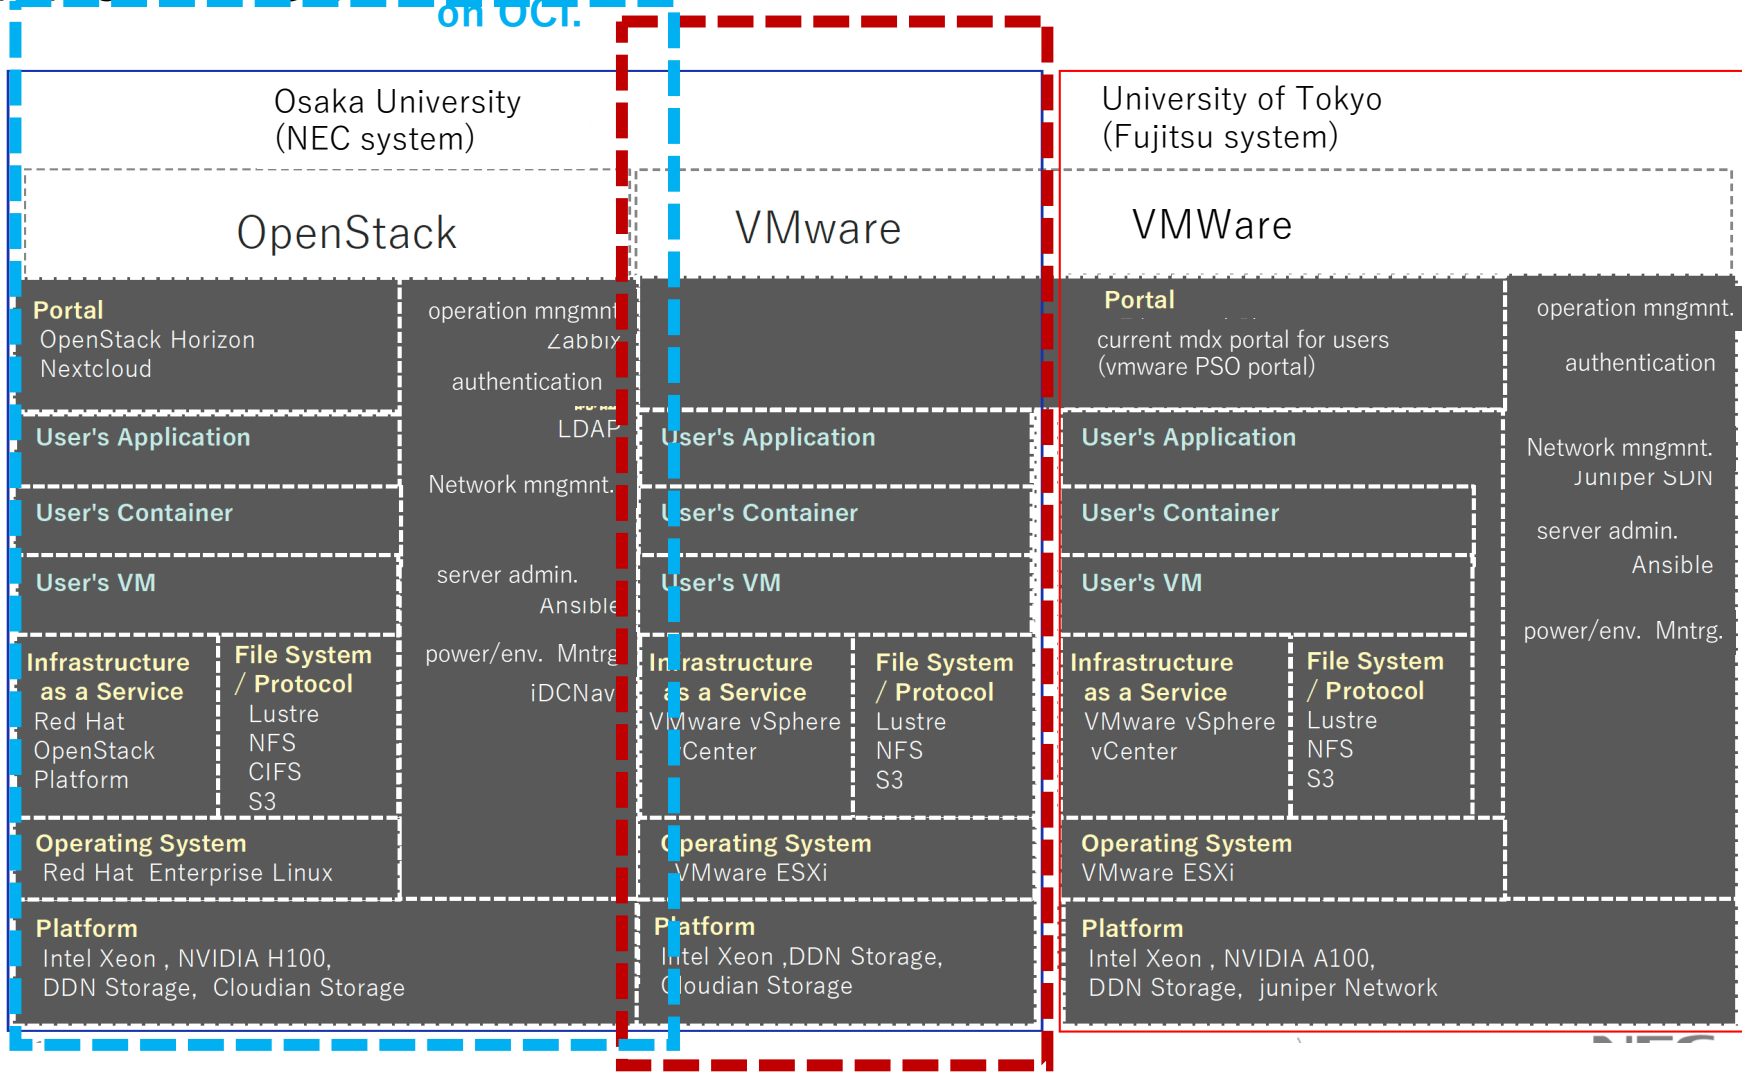 on OCI.
Osaka University
(NEC system)
University of Tokyo
(Fujitsu system)
OpenStack
VMware
VMWare
Portal
OpenStack Horizon
Nextcloud
operation mngmnt
Zabbix
authentication
LDAP
Network mngmnt.
server admin.
Ansible
power/env. Mntrg
iDCNavi
User's Application
User's Container
User's VM
Infrastructure
as a Service
Red Hat
OpenStack
Platform
File System
/ Protocol
Lustre
NFS
CIFS
S3
Operating System
Red Hat Enterprise Linux
Platform
Intel Xeon , NVIDIA H100,
DDN Storage, Cloudian Storage
User's Application
User's Container
User's VM
Infrastructure
as a Service
VMware vSphere
vCenter
File System
/ Protocol
Lustre
NFS
S3
Operating System
VMware ESXi
Platform
Intel Xeon ,DDN Storage,
Cloudian Storage
Portal
current mdx portal for users
(vmware PSO portal)
User's Application
User's Container
User's VM
Infrastructure
as a Service
VMware vSphere
vCenter
File System
/ Protocol
Lustre
NFS
S3
Operating System
VMware ESXi
Platform
Intel Xeon , NVIDIA A100,
DDN Storage, juniper Network
operation mngmnt.
authentication
Network mngmnt.
Juniper SDN
server admin.
Ansible
power/env. Mntrg.
NEC